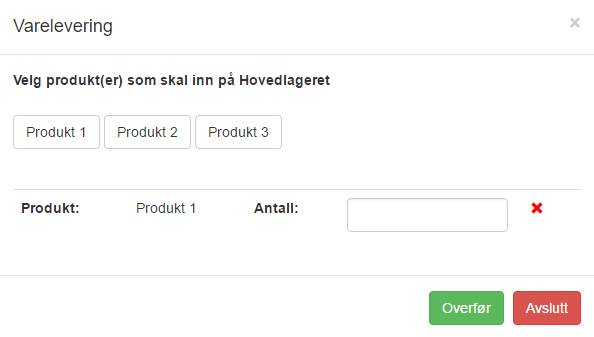 Varelevering ×
Velg produkt(er) som skal inn på Hovedlageret
Produkt 1 Produkt 2 Produkt 3
Produkt: Produkt 1 Antall:
Overfør Avslutt